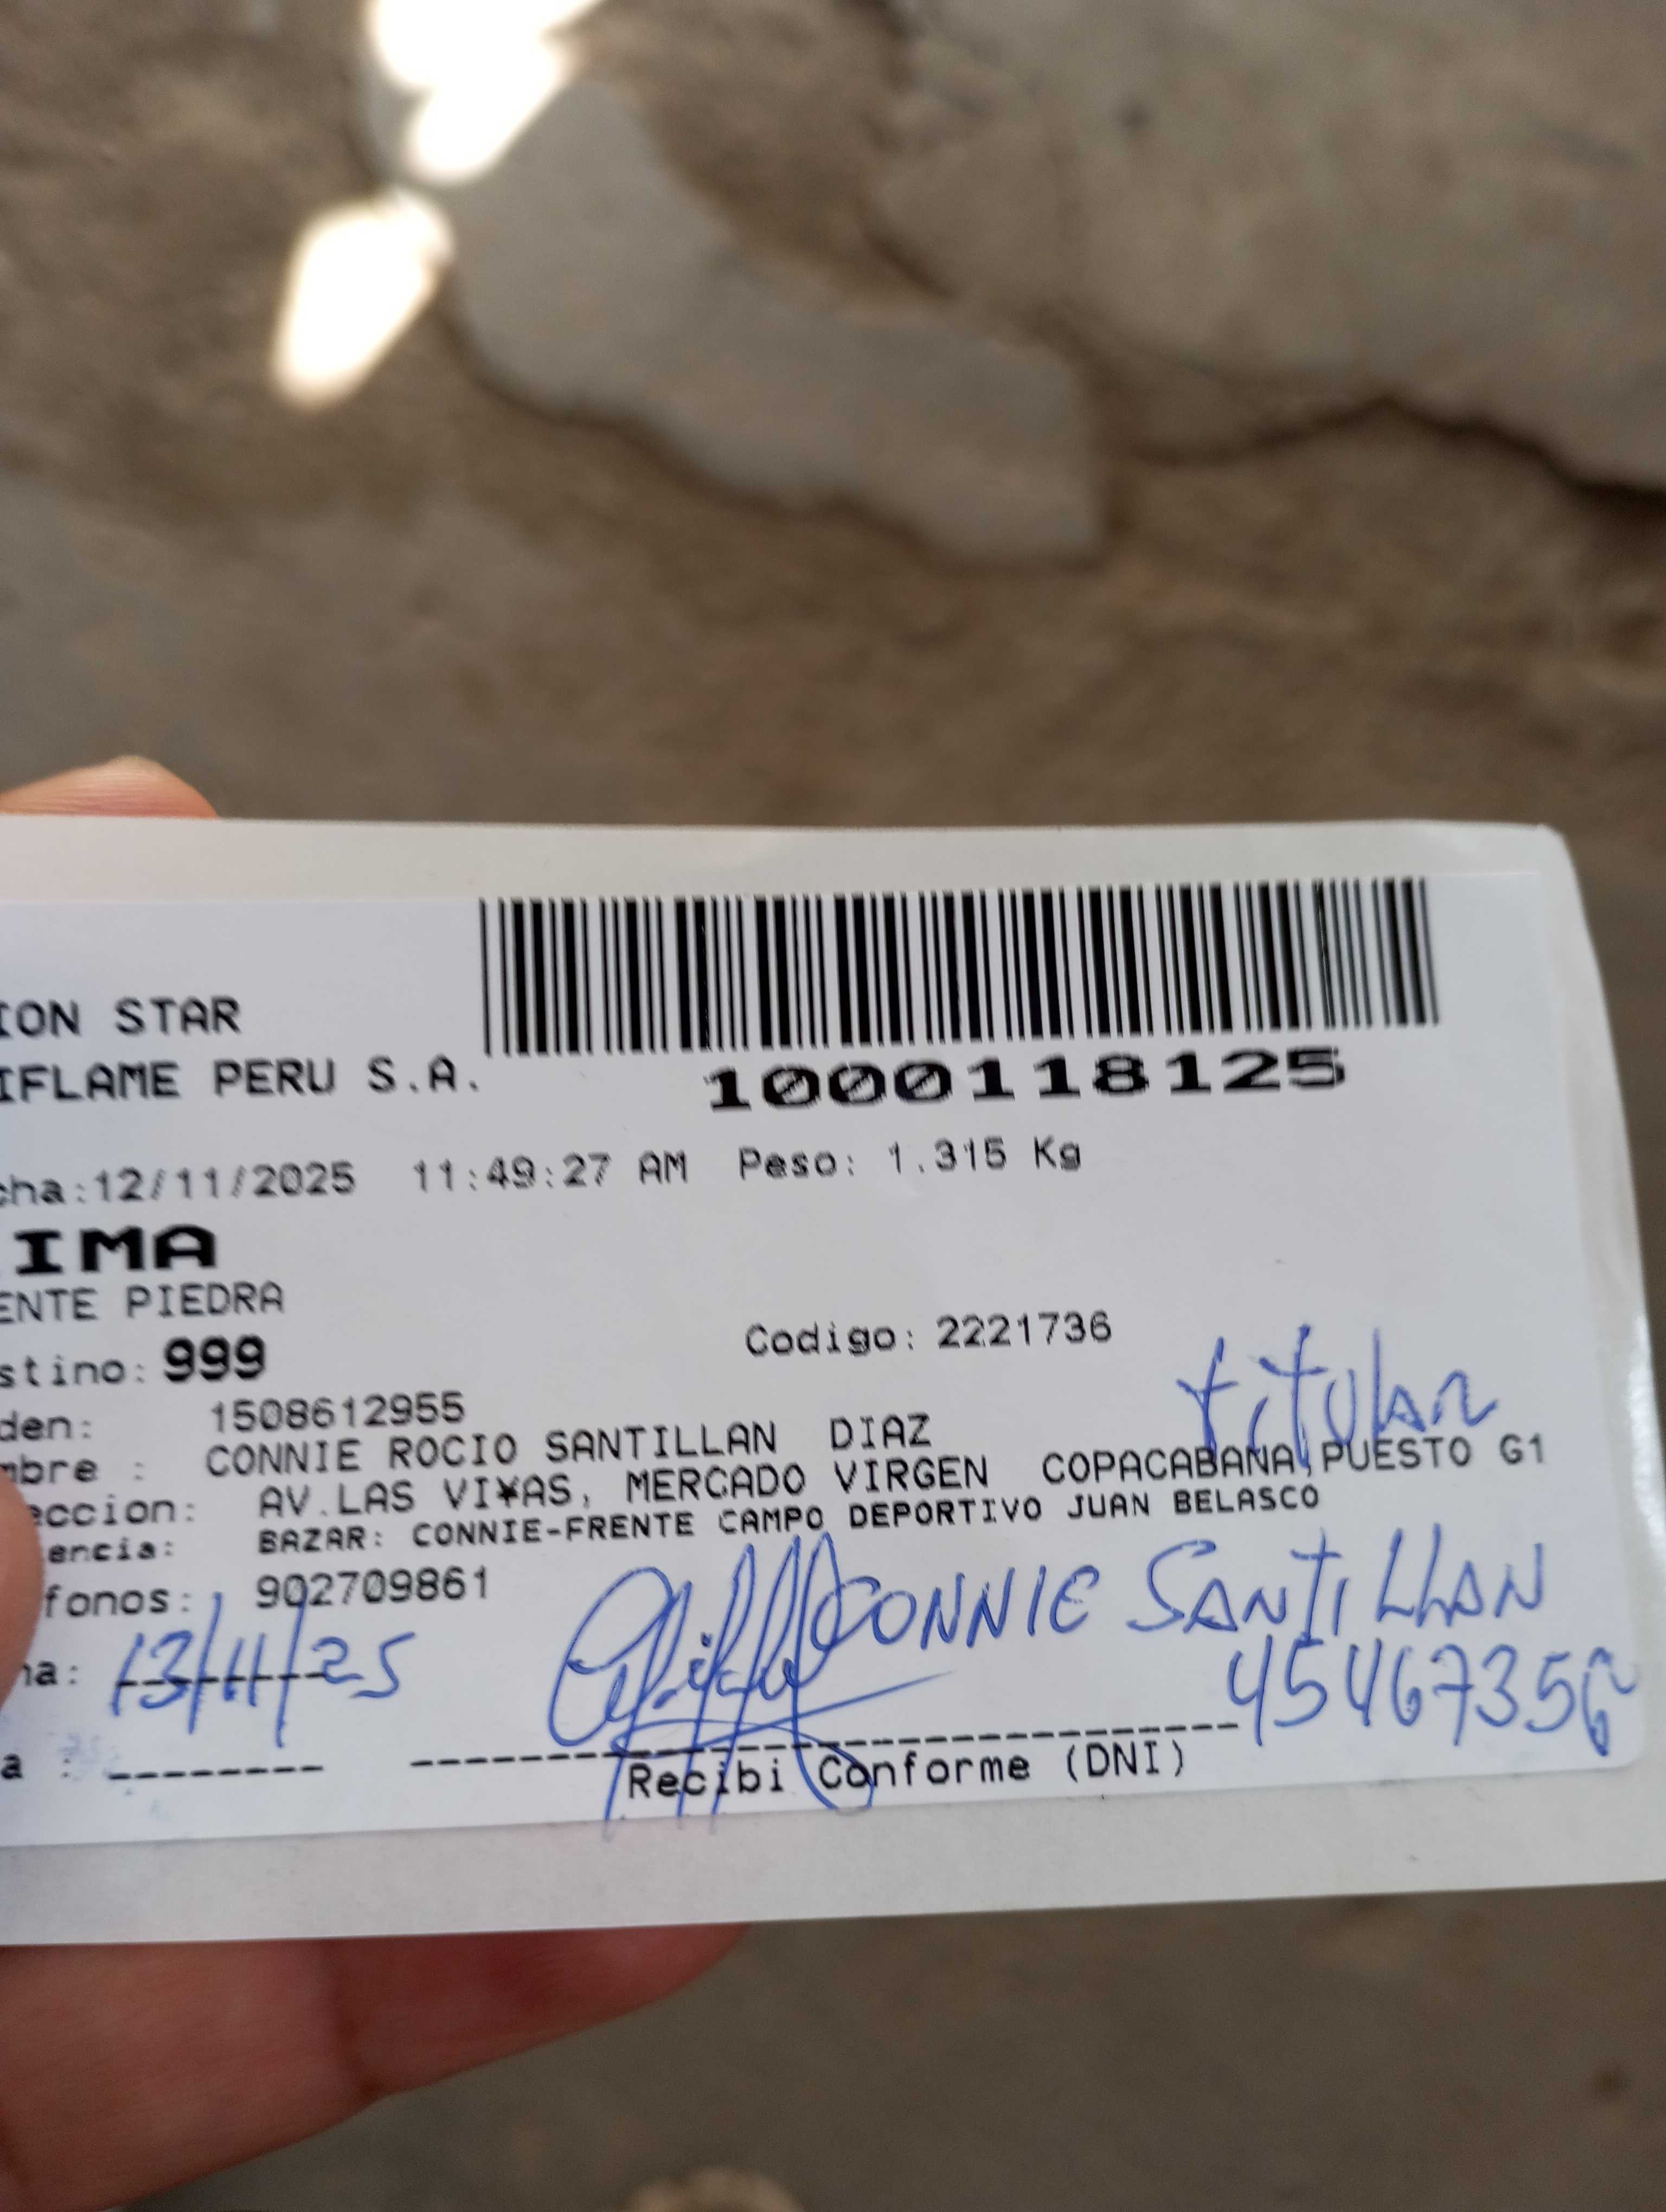 ION STAR
IFLAME PERU S.A.
1000118125
cha:12/11/2025 11:49:27 AM Peso: 1.315 Kg
IMA
ENTE PIEDRA
Codigo: 2221736
stino: 999
titular
den: 1508612955
mbre : CONNIE ROCIO SANTILLAN DIAZ
eccion: AV.LAS VI¥AS, MERCADO VIRGEN COPACABANA, PUESTO G1
encia: BAZAR: CONNIE-FRENTE CAMPO DEPORTIVO JUAN BELASCO
fonos: 902709861
CONNIE SANTILLAN
ha: 13/11/25
45467356
a :
Recibi Conforme (DNI)